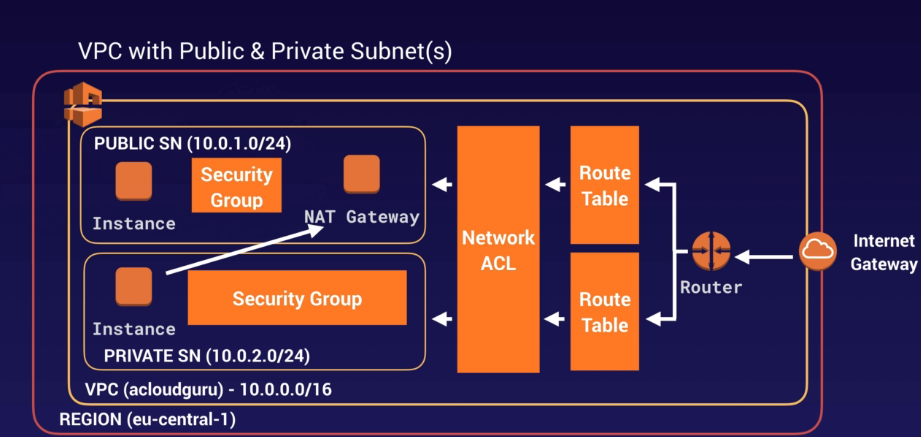 VPC with Public & Private Subnet(s)
PUBLIC SN (10.0.1.0/24)
Instance
Security
Group
NAT Gateway
Instance
Security Group
PRIVATE SN (10.0.2.0/24)
VPC (acloudguru) - 10.0.0.0/16
REGION (eu-central-1)
Network
ACL
Route
Table
Route
Table
Router
Internet
Gateway